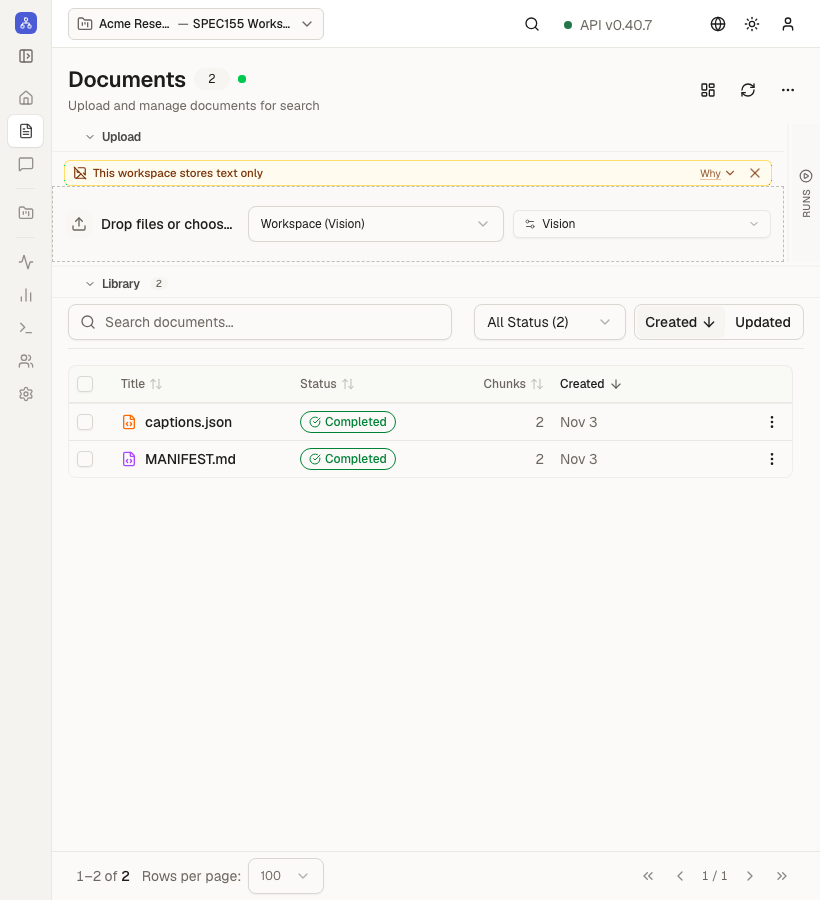 Acme Rese… — SPEC155 Works…
API v0.40.7
Documents 2
Upload and manage documents for search
Upload
This workspace stores text only Why
RUNS
Drop files or choos… Workspace (Vision) Vision
Library 2
Search documents… All Status (2) Created Updated
Title Status Chunks Created
captions.json Completed 2 Nov 3
MANIFEST.md Completed 2 Nov 3
1–2 of 2 Rows per page: 100 1 / 1